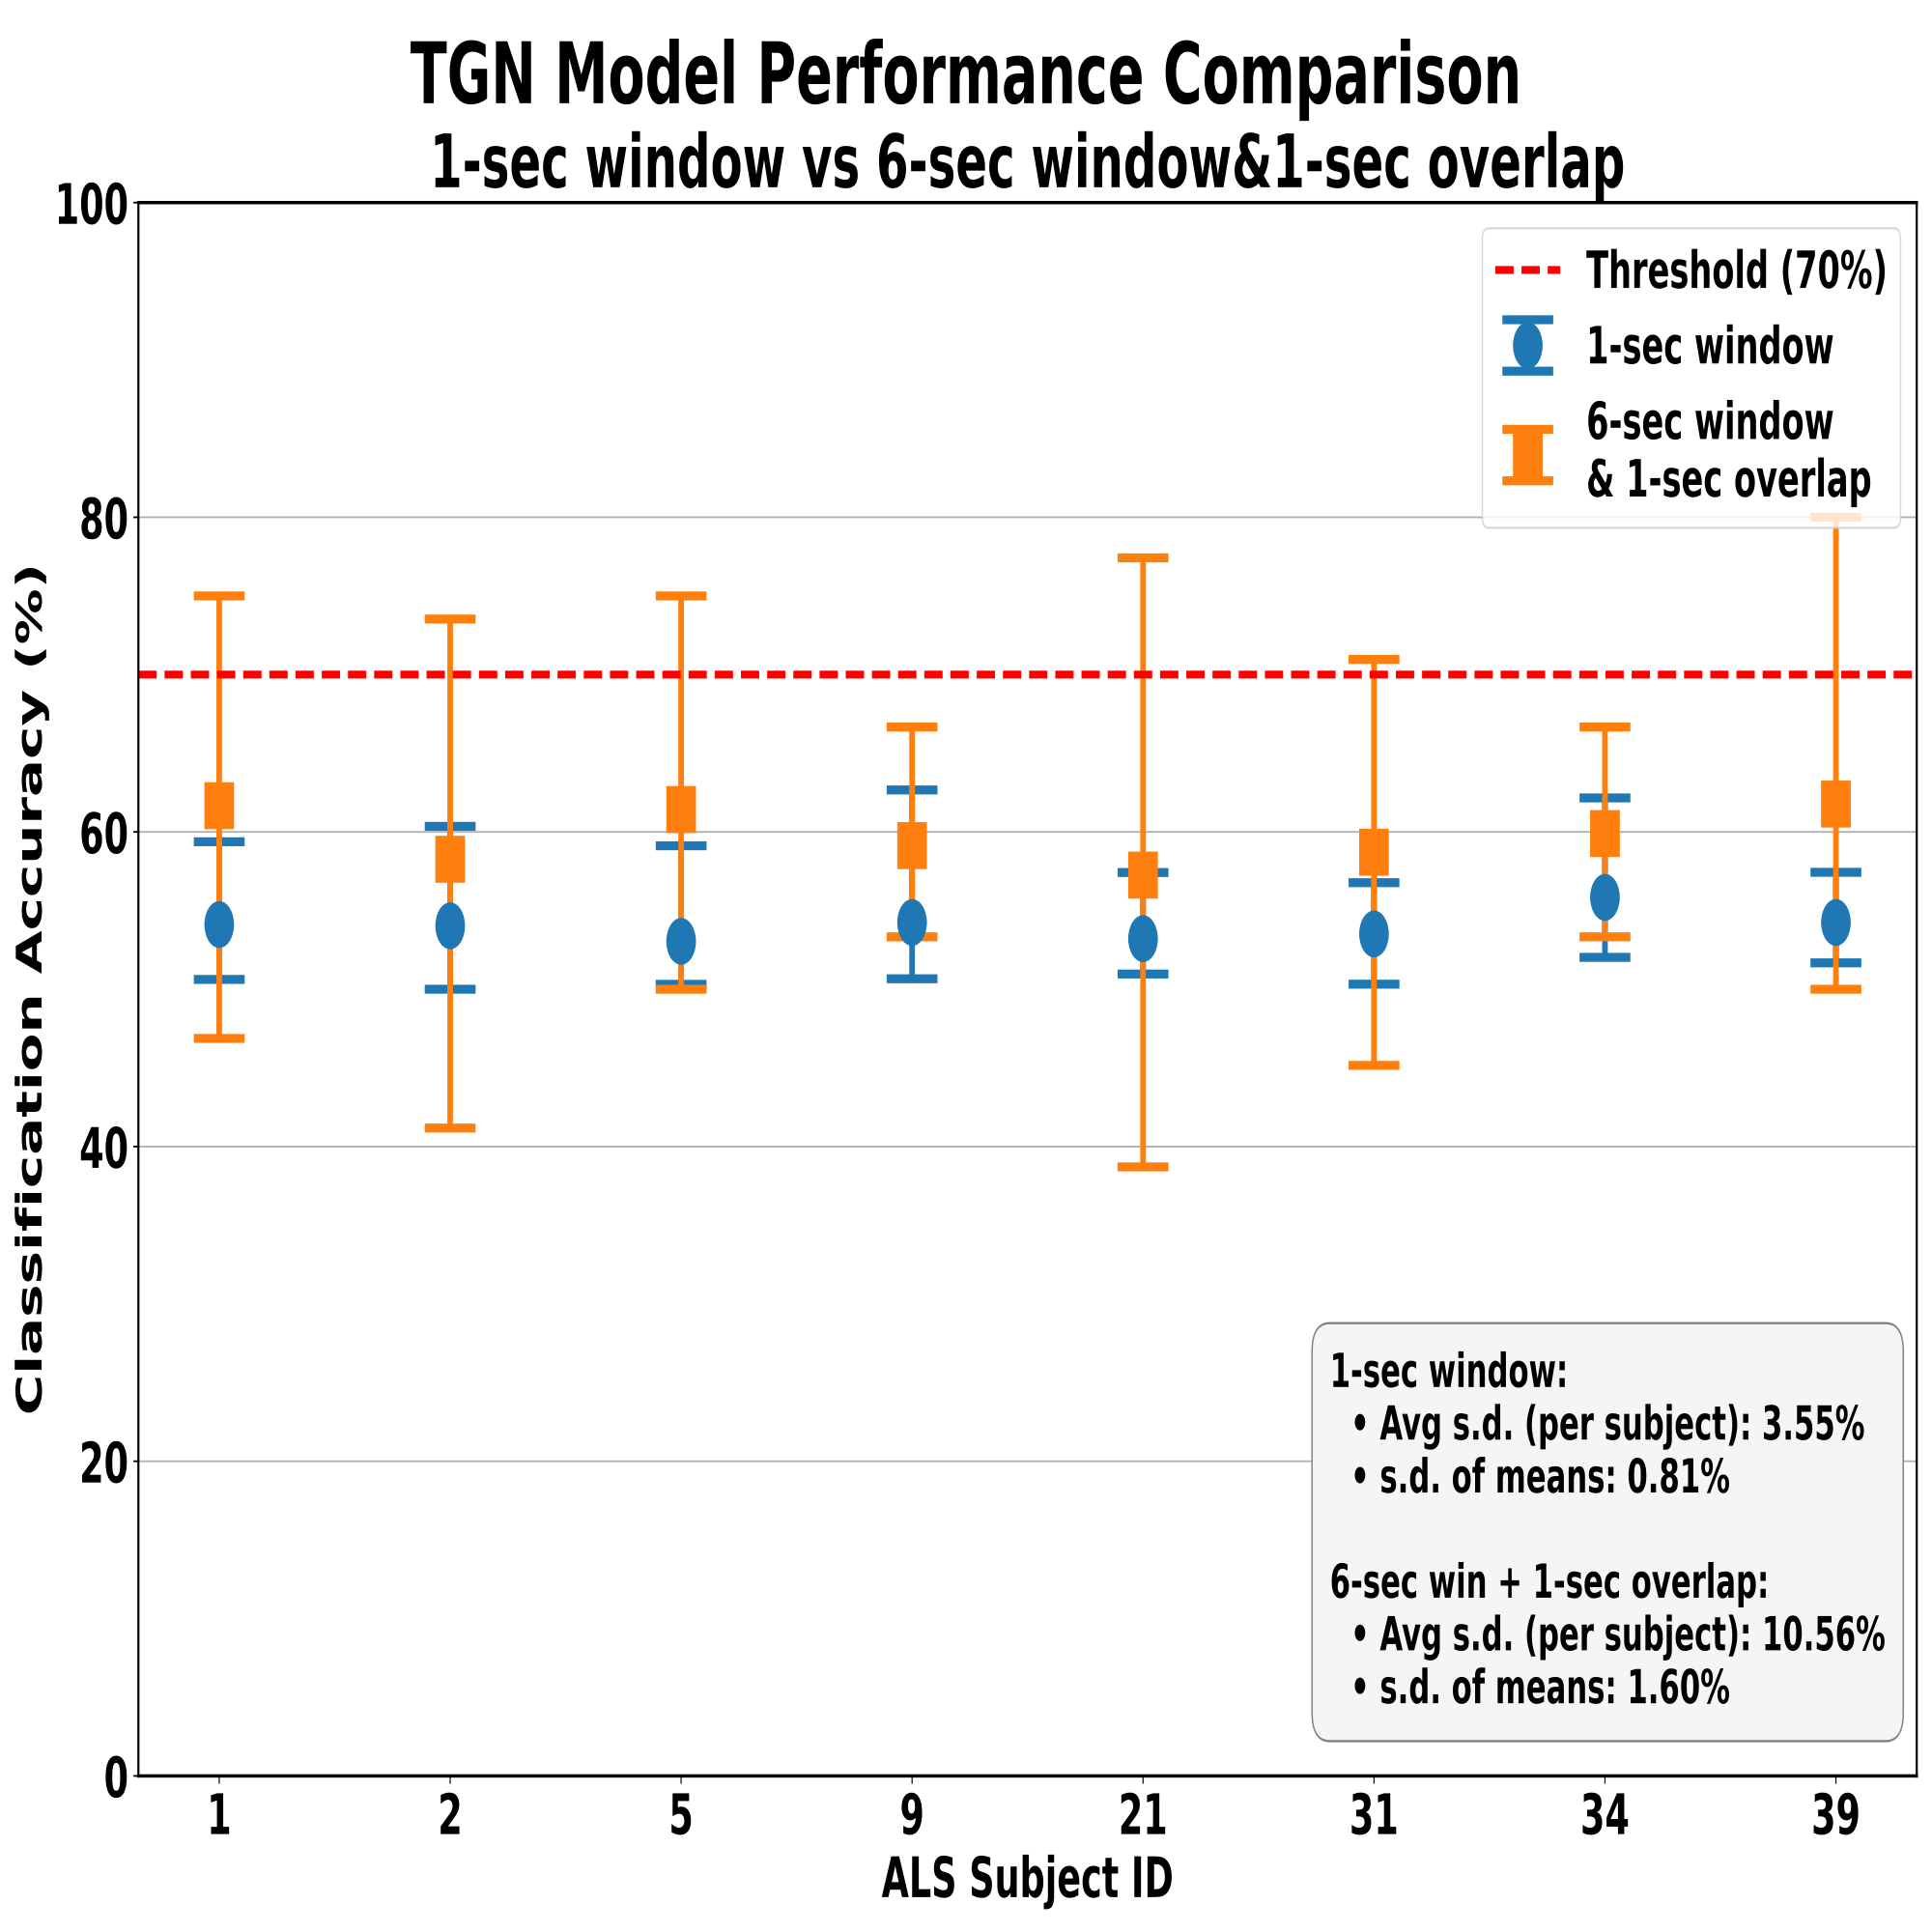 TGN Model Performance Comparison
1-sec window vs 6-sec window&1-sec overlap
Classification Accuracy (%)
100
80
60
40
20
0
Threshold (70%)
1-sec window
6-sec window
& 1-sec overlap
1-sec window:
• Avg s.d. (per subject): 3.55%
• s.d. of means: 0.81%
6-sec win + 1-sec overlap:
• Avg s.d. (per subject): 10.56%
• s.d. of means: 1.60%
1 2 5 9 21 31 34 39
ALS Subject ID